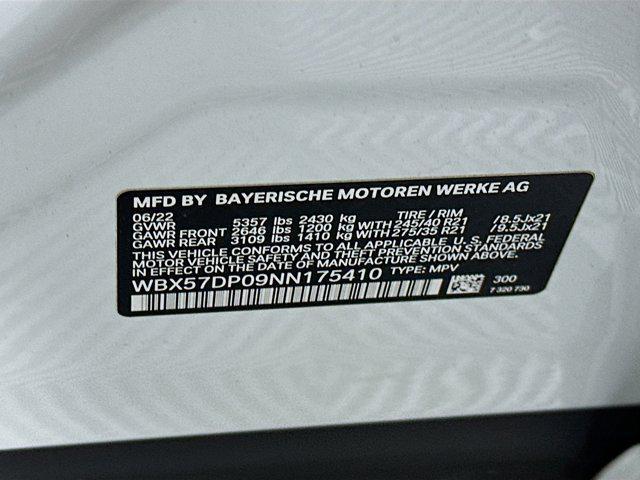 MFD BY BAYERISCHE MOTOREN WERKE AG
06/22 TIRE / RIM
GVWR 5357 lbs 2430 kg
GAWR FRONT 2646 lbs 1200 kg WITH 245/40 R21 /8.5Jx21
GAWR REAR 3109 lbs 1410 kg WITH 275/35 R21 /9.5Jx21
THIS VEHICLE CONFORMS TO ALL APPLICABLE U.S. FEDERAL
MOTOR VEHICLE SAFETY AND THEFT PREVENTION STANDARDS
IN EFFECT ON THE DATE OF MANUFACTURE SHOWN ABOVE.
WBX57DP09NN175410 TYPE: MPV
300
7 320 730